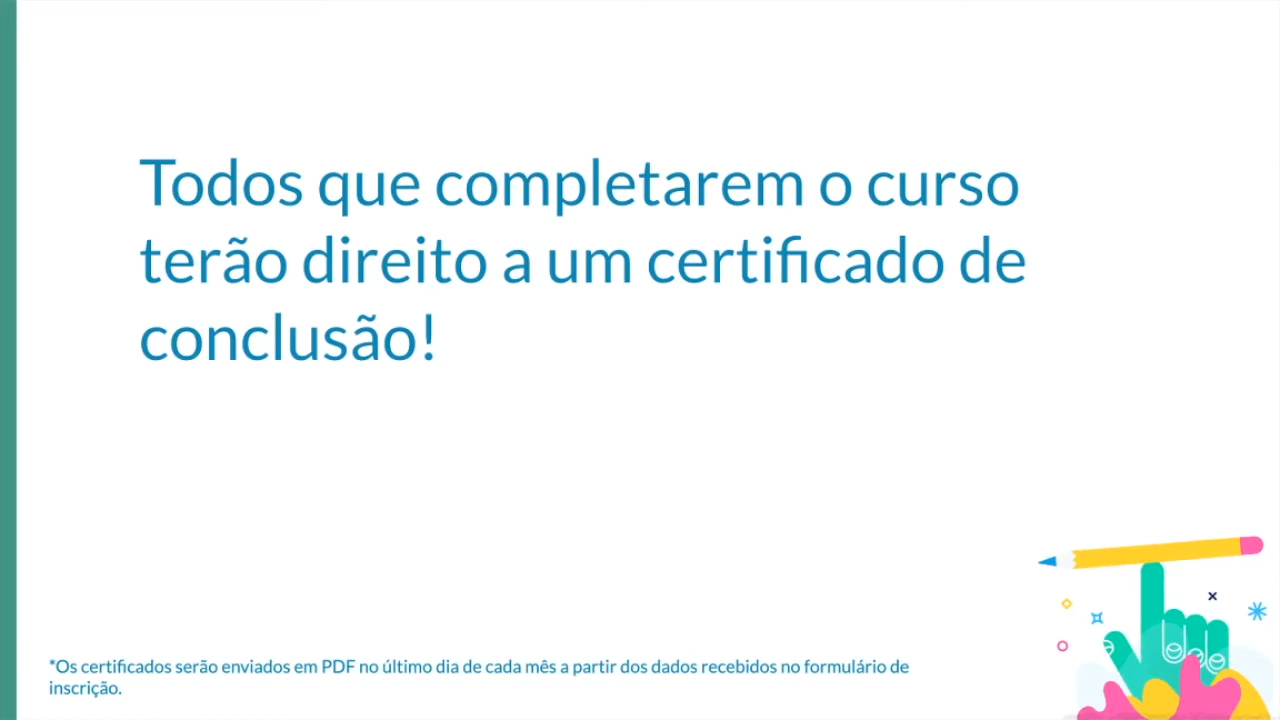 Todos que completarem o curso
terão direito a um certificado de
conclusão!
*Os certificados serão enviados em PDF no último dia de cada mês a partir dos dados recebidos no formulário de
inscrição.